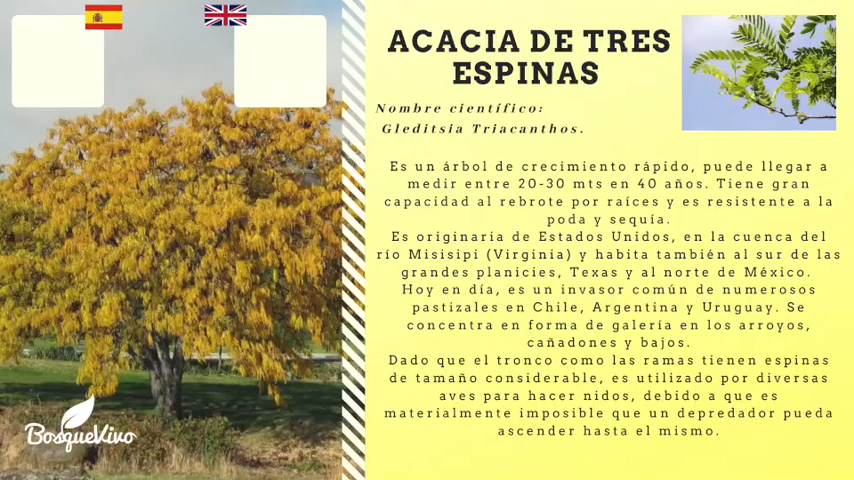 ACACIA DE TRES
ESPINAS
Nombre científico:
Gleditsia Triacanthos.
Es un árbol de crecimiento rápido, puede llegar a
medir entre 20-30 mts en 40 años. Tiene gran
capacidad al rebrote por raíces y es resistente a la
poda y sequía.
Es originaria de Estados Unidos, en la cuenca del
río Misisipi (Virginia) y habita también al sur de las
grandes planicies, Texas y al norte de México.
Hoy en día, es un invasor común de numerosos
pastizales en Chile, Argentina y Uruguay. Se
concentra en forma de galería en los arroyos,
cañadones y bajos.
Dado que el tronco como las ramas tienen espinas
de tamaño considerable, es utilizado por diversas
aves para hacer nidos, debido a que es
materialmente imposible que un depredador pueda
ascender hasta el mismo.
BosqueVivo